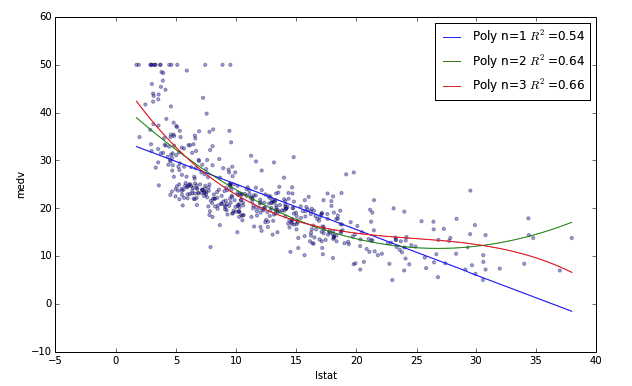 60
50
40
30
20
10
0
−10
medv
Poly n=1 R² =0.54
Poly n=2 R² =0.64
Poly n=3 R² =0.66
−5 0 5 10 15 20 25 30 35 40
lstat